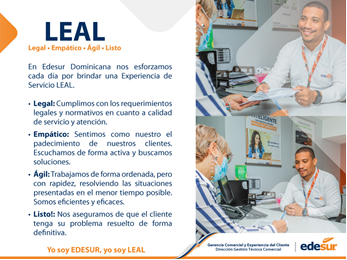 LEAL
Legal • Empático • Ágil • Listo
En Edesur Dominicana nos esforzamos
cada día por brindar una Experiencia de
Servicio LEAL.
• Legal: Cumplimos con los requerimientos
legales y normativos en cuanto a calidad
de servicio y atención.
• Empático: Sentimos como nuestro el
padecimiento de nuestros clientes.
Escuchamos de forma activa y buscamos
soluciones.
• Ágil: Trabajamos de forma ordenada, pero
con rapidez, resolviendo las situaciones
presentadas en el menor tiempo posible.
Somos eficientes y eficaces.
• Listo!: Nos aseguramos de que el cliente
tenga su problema resuelto de forma
definitiva.
Yo soy EDESUR, yo soy LEAL
Gerencia Comercial y Experiencia del Cliente
Dirección Gestión Técnica Comercial
edesur